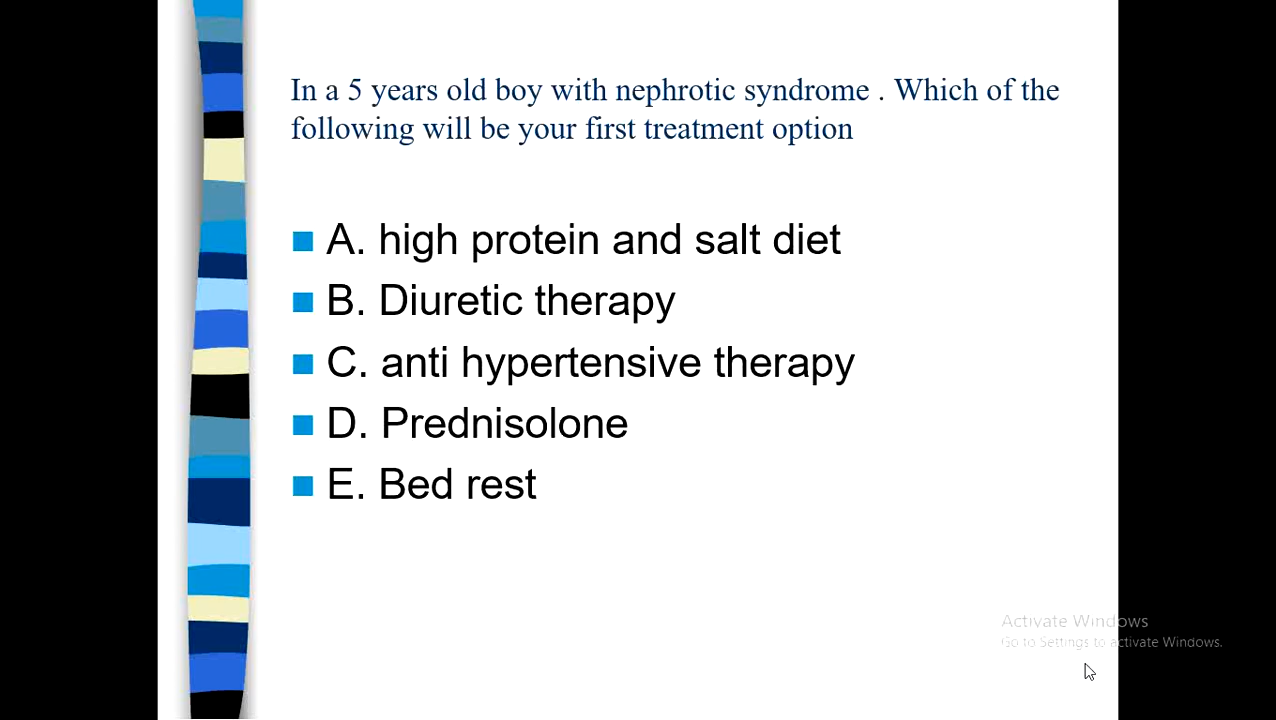 In a 5 years old boy with nephrotic syndrome . Which of the
following will be your first treatment option
A. high protein and salt diet
B. Diuretic therapy
C. anti hypertensive therapy
D. Prednisolone
E. Bed rest
Activate Windows
Go to Settings to activate Windows.